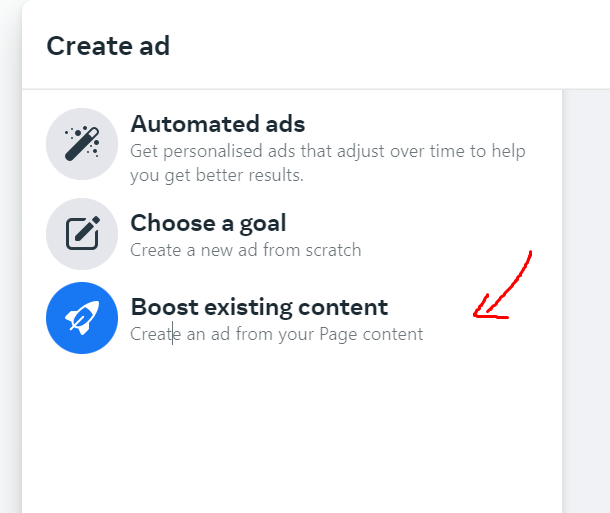 Create ad
Automated ads
Get personalised ads that adjust over time to help
you get better results.
Choose a goal
Create a new ad from scratch
Boost existing content
Create an ad from your Page content